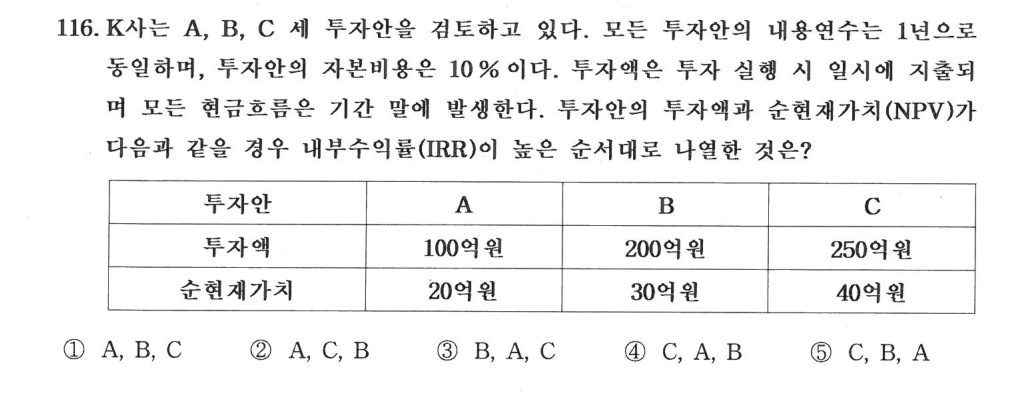 116. K사는 A, B, C 세 투자안을 검토하고 있다. 모든 투자안의 내용연수는 1년으로
동일하며, 투자안의 자본비용은 10%이다. 투자액은 투자 실행 시 일시에 지출되
며 모든 현금흐름은 기간 말에 발생한다. 투자안의 투자액과 순현재가치(NPV)가
다음과 같을 경우 내부수익률(IRR)이 높은 순서대로 나열한 것은?
투자안 A B C
투자액 100억원 200억원 250억원
순현재가치 20억원 30억원 40억원
① A, B, C ② A, C, B ③ B, A, C ④ C, A, B ⑤ C, B, A